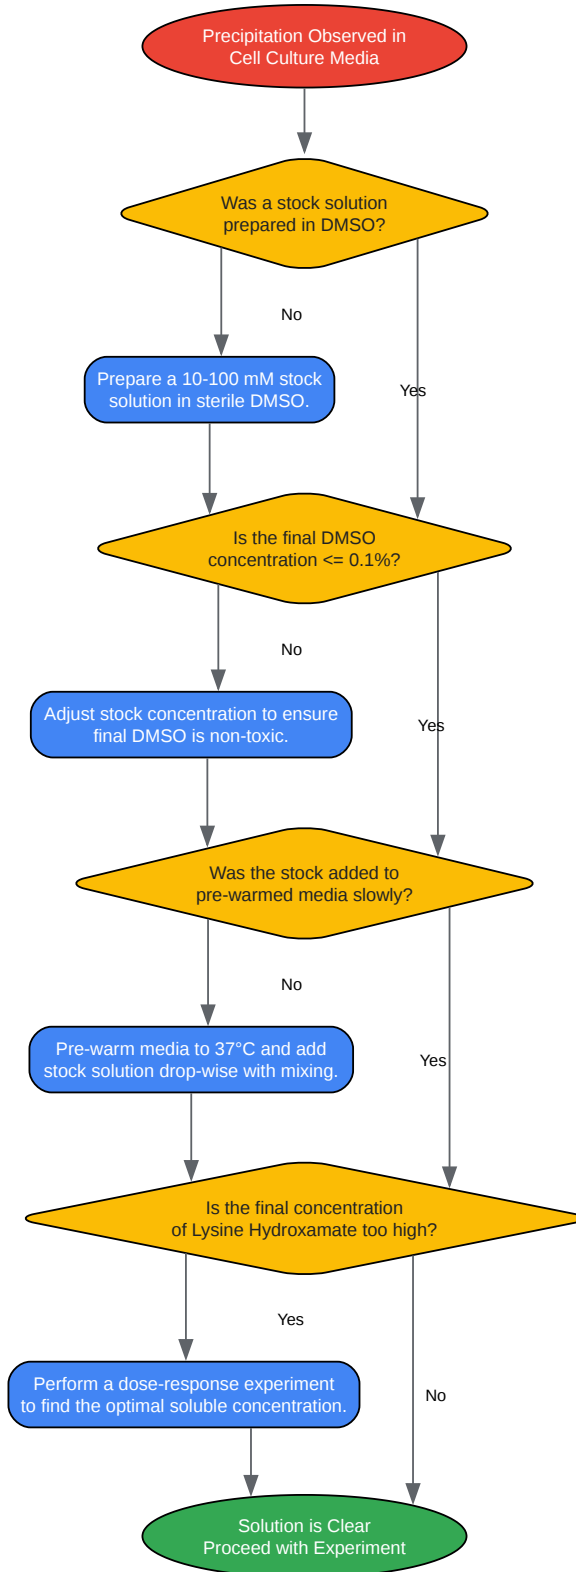 Precipitation Observed in
Cell Culture Media
Was a stock solution
prepared in DMSO?
No
Prepare a 10-100 mM stock
solution in sterile DMSO.
Yes
Is the final DMSO
concentration <= 0.1%?
No
Adjust stock concentration to ensure
final DMSO is non-toxic.
Yes
Was the stock added to
pre-warmed media slowly?
No
Pre-warm media to 37°C and add
stock solution drop-wise with mixing.
Yes
Is the final concentration
of Lysine Hydroxamate too high?
Yes
Perform a dose-response experiment
to find the optimal soluble concentration.
No
Solution is Clear
Proceed with Experiment